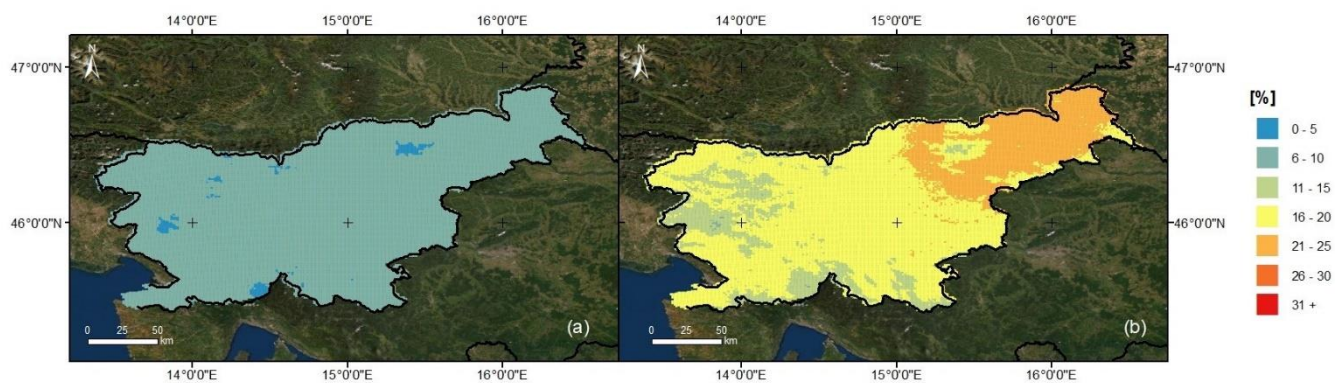 14°0'0"E 15°0'0"E 16°0'0"E 14°0'0"E 15°0'0"E 16°0'0"E
N N
47°0'0"N 47°0'0"N
[%]
0 - 5
6 - 10
11 - 15
16 - 20
21 - 25
26 - 30
31 +
46°0'0"N 46°0'0"N
0 25 50 0 25 50
km (a) km (b)
14°0'0"E 15°0'0"E 16°0'0"E 14°0'0"E 15°0'0"E 16°0'0"E